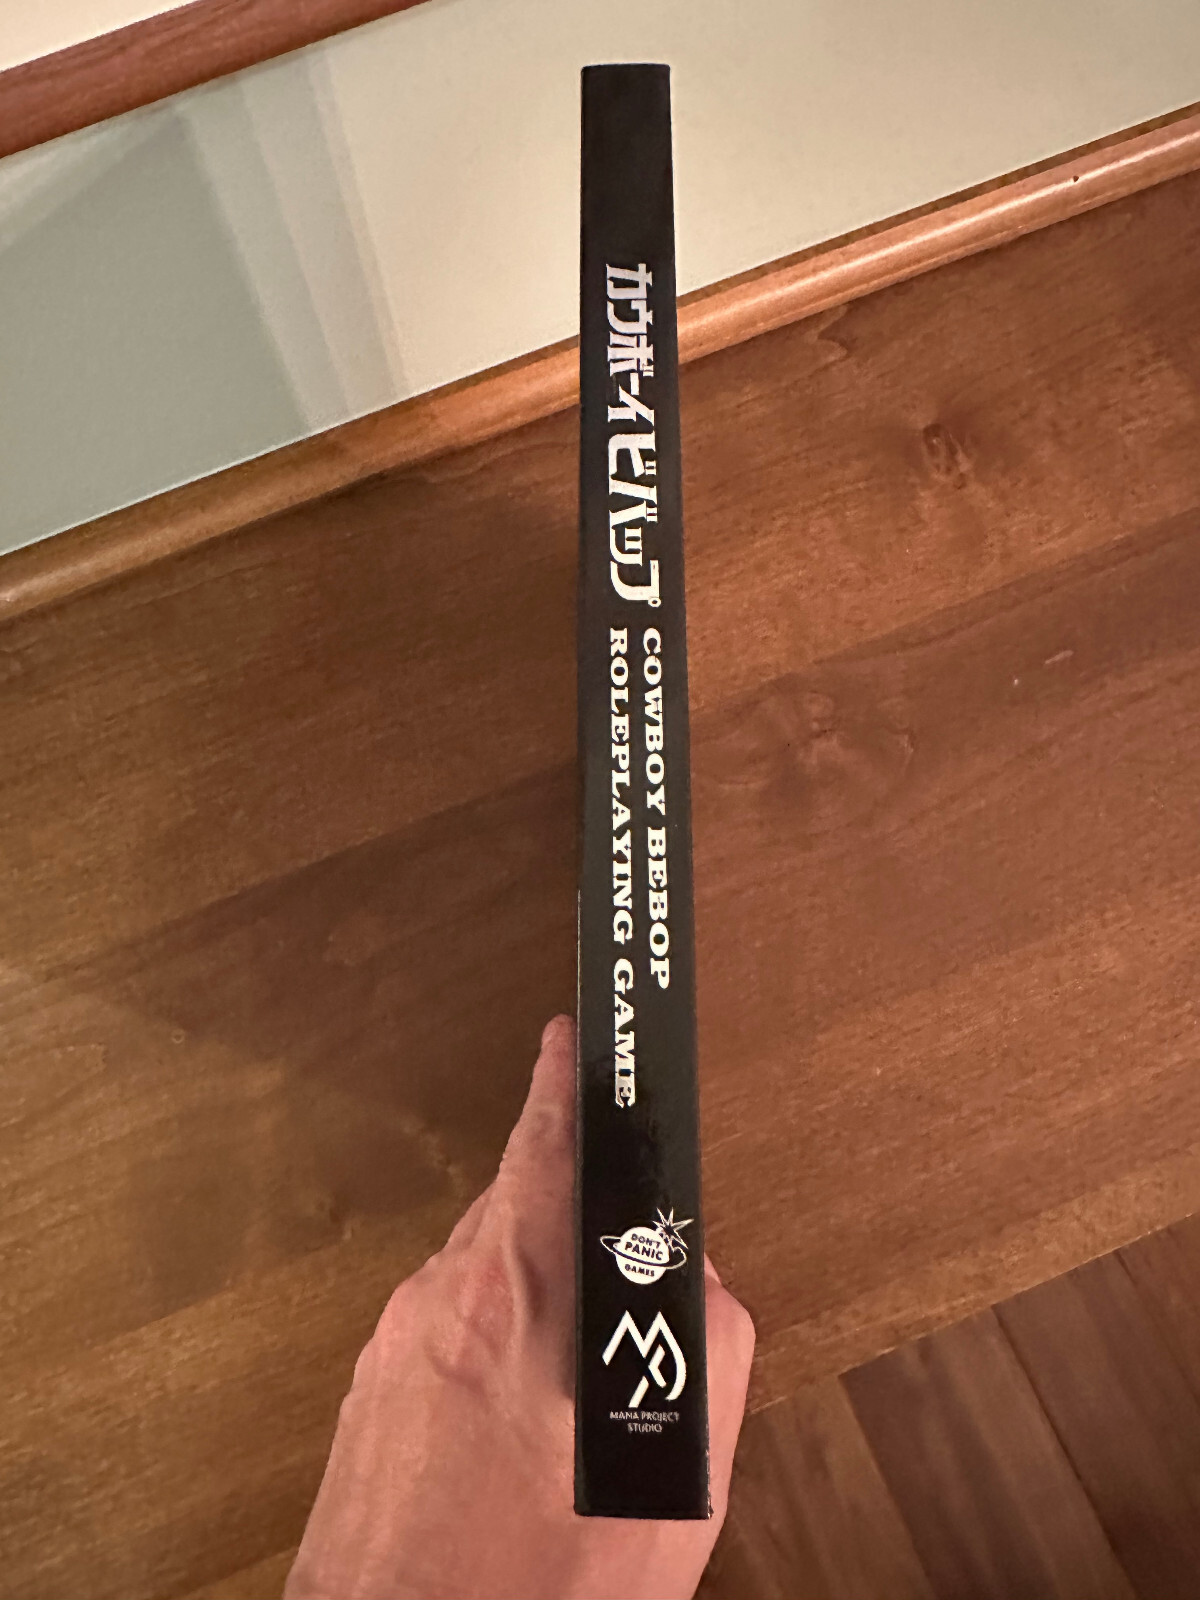 カウボーイビバップ
COWBOY BEBOP
ROLEPLAYING GAME
DON'T
PANIC
GAMES
MANA PROJECT
STUDIO